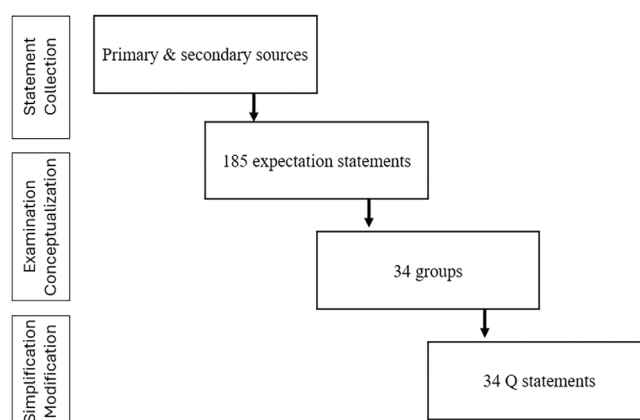 Statement
Collection
Primary & secondary sources
185 expectation statements
Examination
Conceptualization
34 groups
Simplification
Modification
34 Q statements